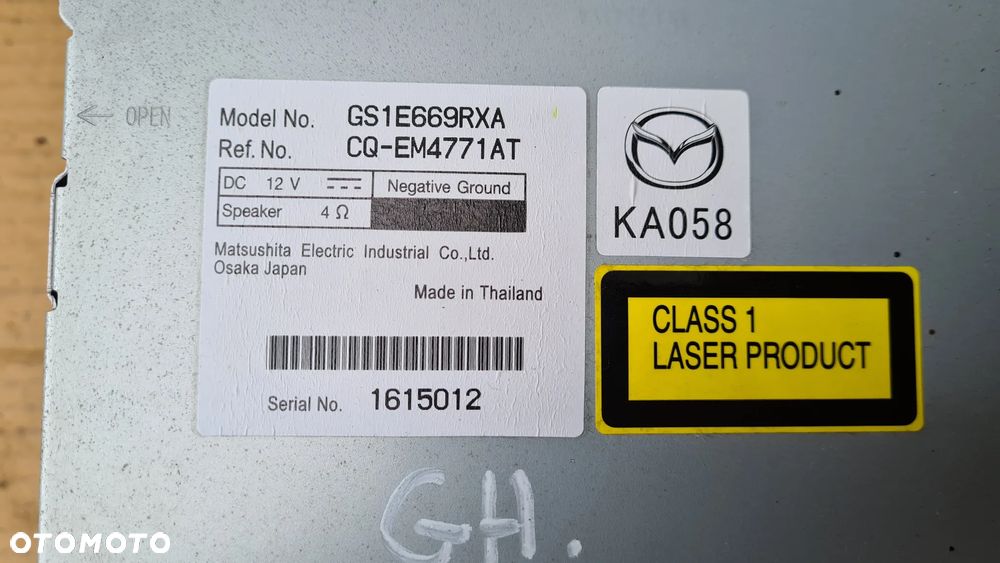 ← OPEN
Model No. GS1E669RXA
Ref. No. CQ-EM4771AT
DC 12 V Negative Ground
Speaker 4 Ω
Matsushita Electric Industrial Co.,Ltd.
Osaka Japan
Made in Thailand
Serial No. 1615012
KA058
CLASS 1
LASER PRODUCT
GH.
OTOMOTO